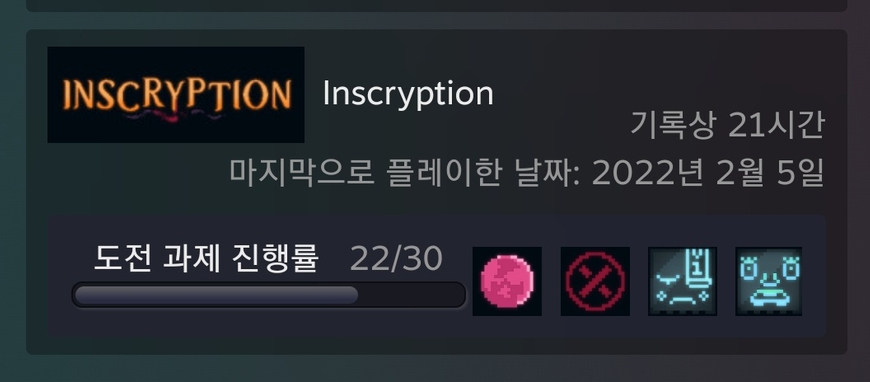 INSCRYPTION
Inscryption
기록상 21시간
마지막으로 플레이한 날짜: 2022년 2월 5일
도전 과제 진행률 22/30